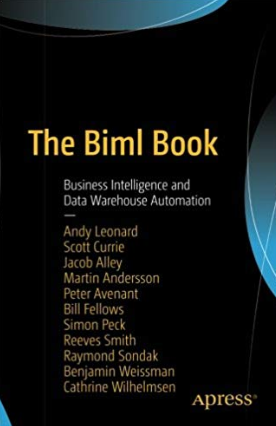 The Biml Book
Business Intelligence and
Data Warehouse Automation
—
Andy Leonard
Scott Currie
Jacob Alley
Martin Andersson
Peter Avenant
Bill Fellows
Simon Peck
Reeves Smith
Raymond Sondak
Benjamin Weissman
Cathrine Wilhelmsen
Apress®